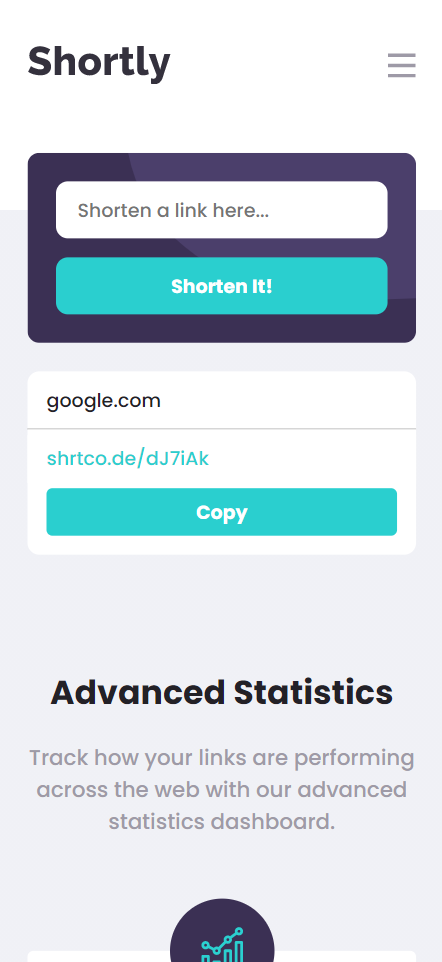 Shortly
Shorten a link here...
Shorten It!
google.com
shrtco.de/dJ7iAk
Copy
Advanced Statistics
Track how your links are performing
across the web with our advanced
statistics dashboard.